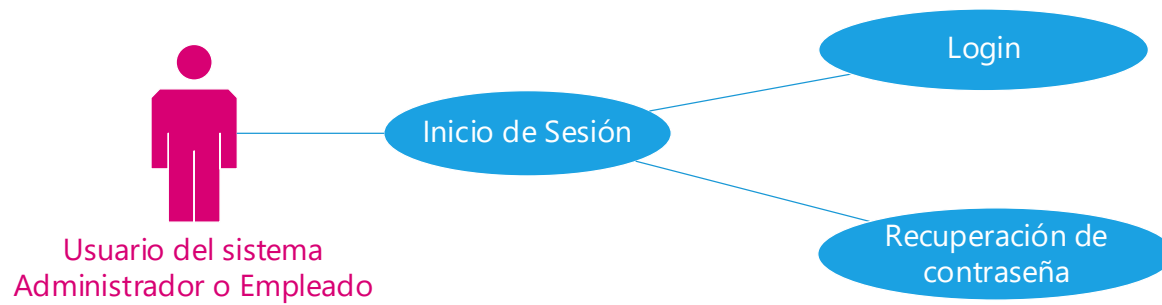 Login
Inicio de Sesión
Recuperación de
contraseña
Usuario del sistema
Administrador o Empleado